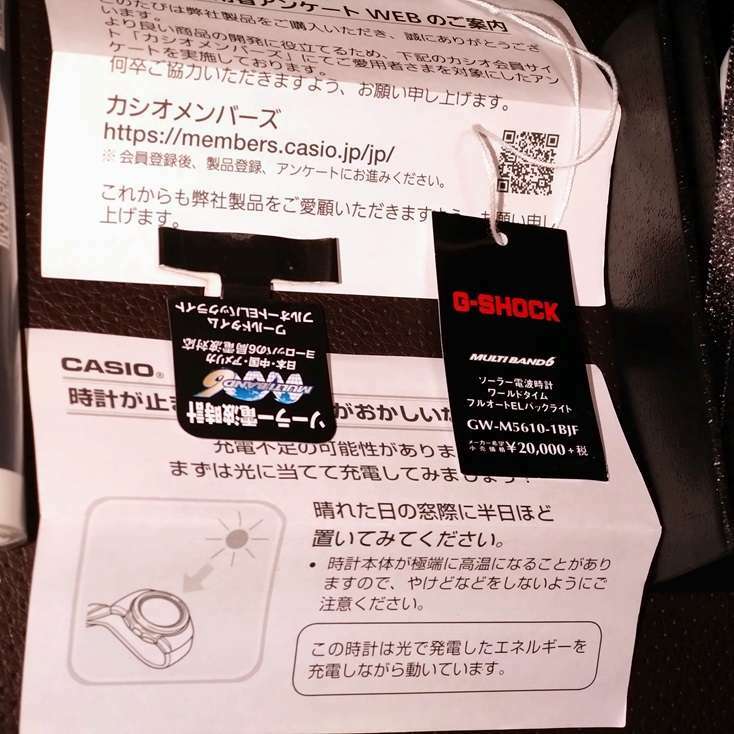 用者アンケート WEB のご案内
このたびは弊社製品をご購入いただき、誠にありがとうござ
います。
より良い商品の開発に役立てるため、下記のカシオ会員サイ
ト「カシオメンバーズ」にてご愛用者さまを対象にしたアン
ケートを実施しております。
何卒ご協力いただきますよう、お願い申し上げます。
カシオメンバーズ
https://members.casio.jp/jp/
※会員登録後、製品登録、アンケートにお進みください。
これからも弊社製品をご愛顧いただきますよう、お願い申し
上げます。
ソーラー電波時計
MULTIBAND 6
日本・中国・アメリカ
ヨーロッパの6局電波対応
ワールドタイム
フルオートELバックライト
G-SHOCK
MULTI BAND 6
ソーラー電波時計
ワールドタイム
フルオートELバックライト
GW-M5610-1BJF
メーカー希望小売価格 ¥20,000+税
CASIO®
時計が止ま がおかしいな
充電不足の可能性がありま
まずは光に当てて充電してみましょう!
晴れた日の窓際に半日ほど
置いてみてください。
• 時計本体が極端に高温になることがあり
ますので、やけどなどをしないようにご
注意ください。
この時計は光で発電したエネルギーを
充電しながら動いています。